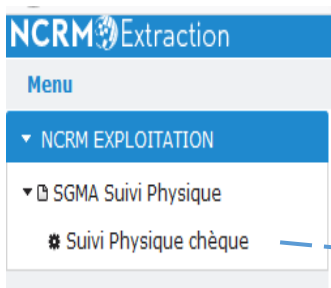 NCRM Extraction
Menu
NCRM EXPLOITATION
SGMA Suivi Physique
Suivi Physique chèque